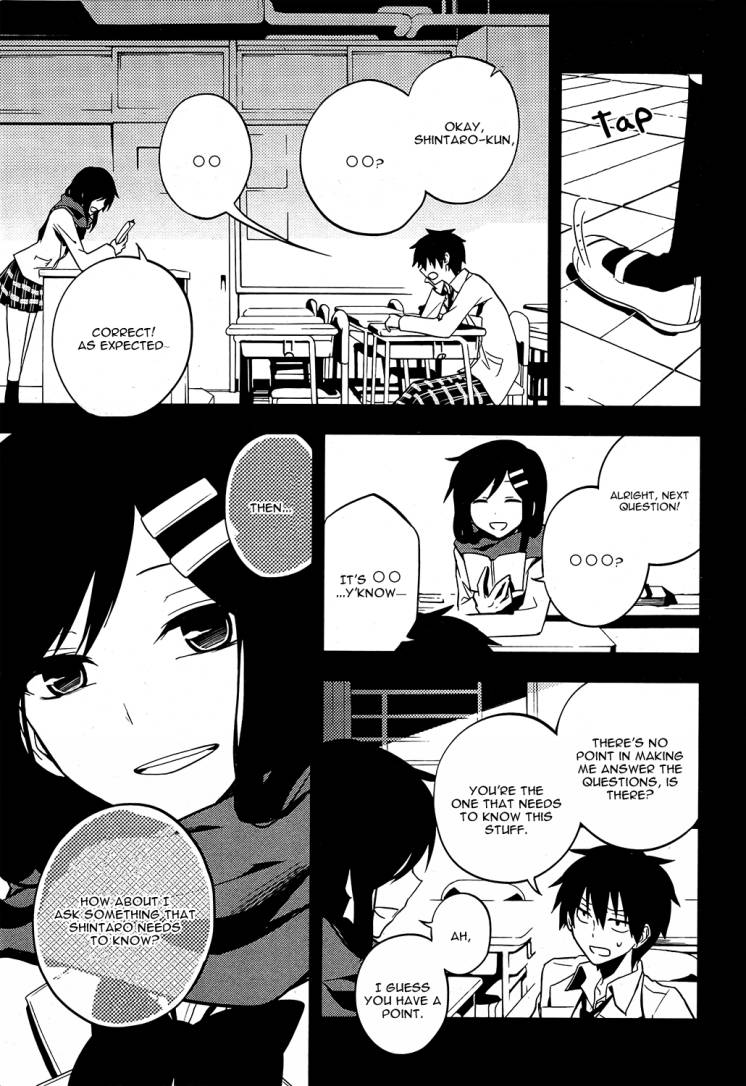 TAP
OKAY,
SHINTARO-KUN,
○○?
○○
CORRECT!
AS EXPECTED—
ALRIGHT, NEXT
QUESTION!
○○○?
IT'S ○○
...Y'KNOW—
THERE'S NO
POINT IN MAKING
ME ANSWER THE
QUESTIONS, IS
THERE?
YOU'RE THE
ONE THAT NEEDS
TO KNOW THIS
STUFF.
AH,
I GUESS
YOU HAVE A
POINT.
THEN...
HOW ABOUT I
ASK SOMETHING THAT
SHINTARO NEEDS
TO KNOW?